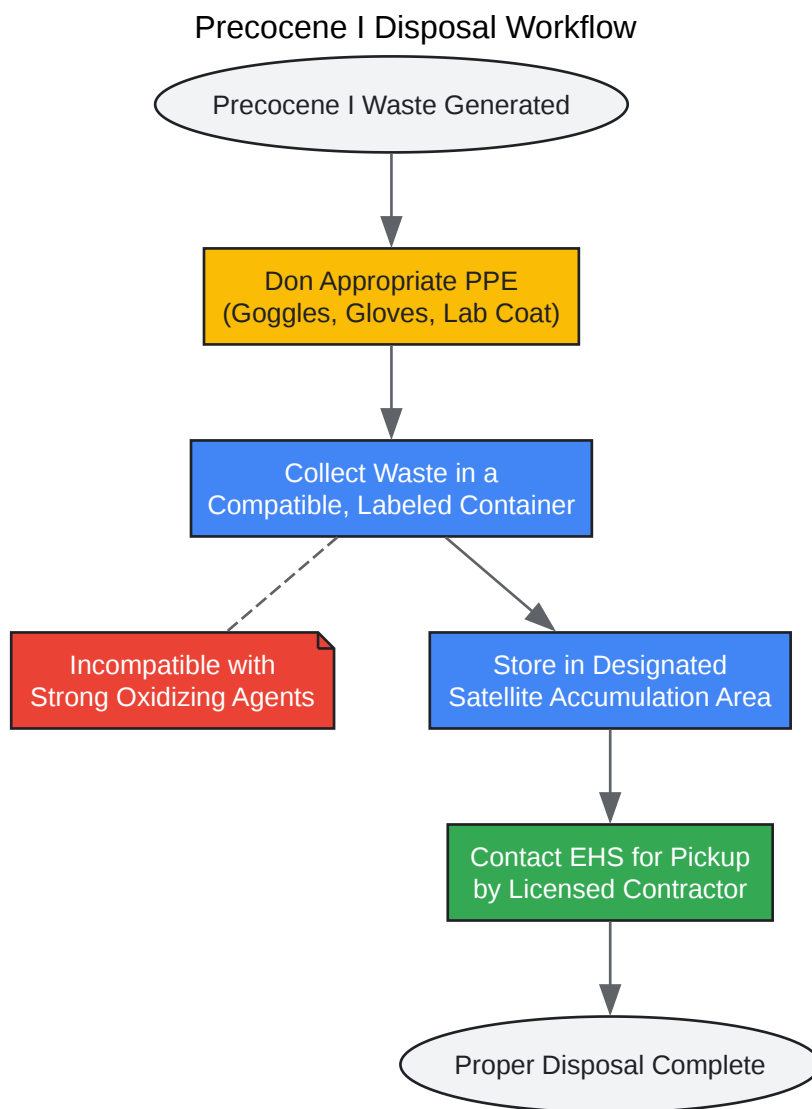 Precocene I Disposal Workflow
Precocene I Waste Generated
Don Appropriate PPE
(Goggles, Gloves, Lab Coat)
Collect Waste in a
Compatible, Labeled Container
Incompatible with
Strong Oxidizing Agents
Store in Designated
Satellite Accumulation Area
Contact EHS for Pickup
by Licensed Contractor
Proper Disposal Complete